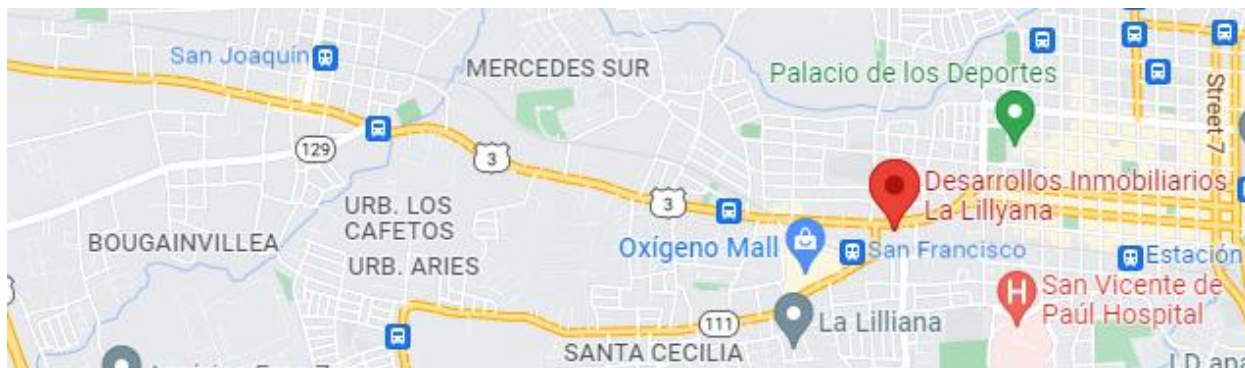 San Joaquín
MERCEDES SUR
Palacio de los Deportes
Street 7
129
3
3
Desarrollos Inmobiliarios
La Lillyana
URB. LOS
CAFETOS
BOUGAINVILLEA
URB. ARIES
Oxígeno Mall
San Francisco
Estación
3
San Vicente de
Paúl Hospital
111
La Lilliana
SANTA CECILIA